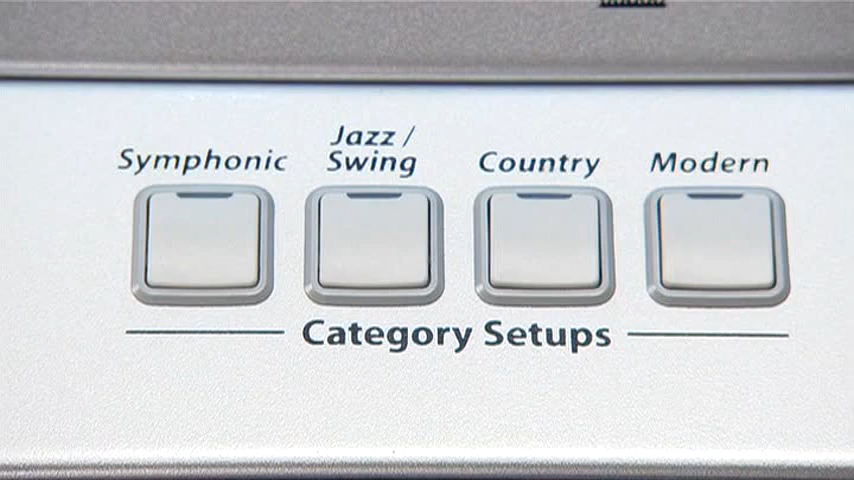 Symphonic
Jazz /
Swing
Country
Modern
Category Setups